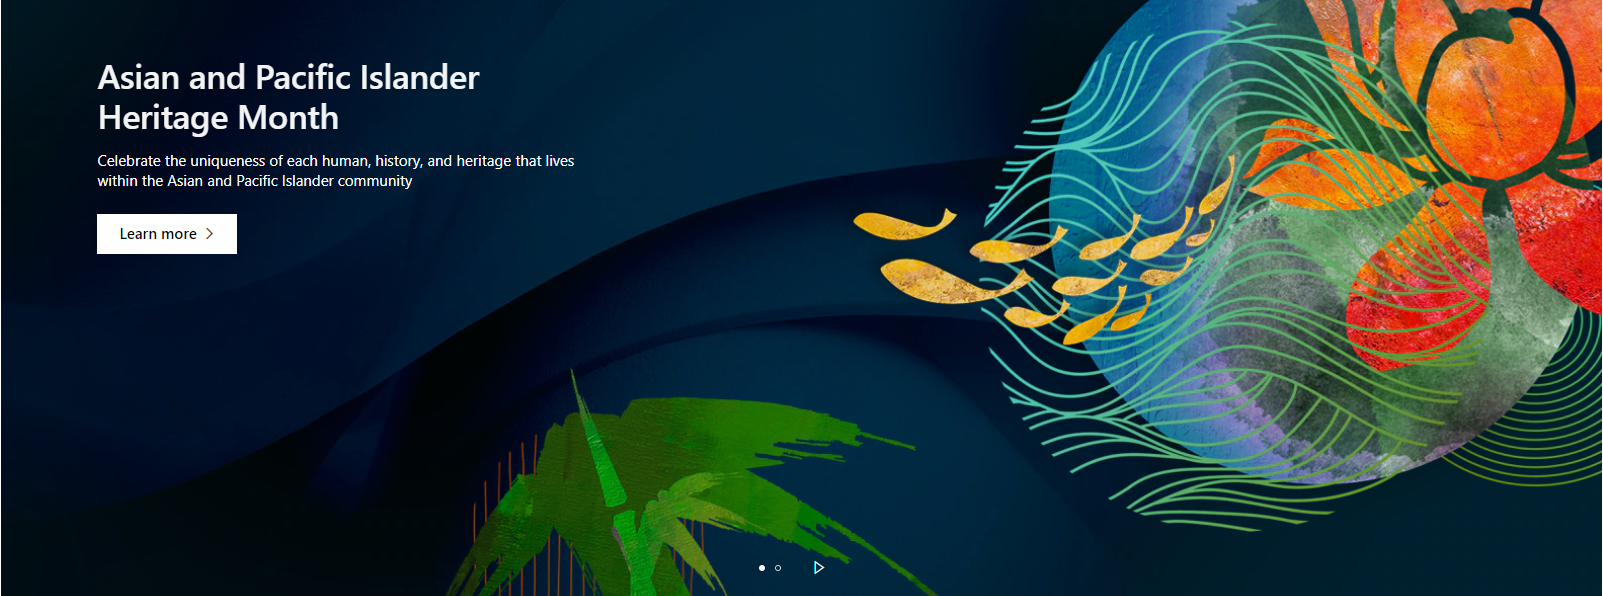 Asian and Pacific Islander
Heritage Month
Celebrate the uniqueness of each human, history, and heritage that lives
within the Asian and Pacific Islander community
Learn more